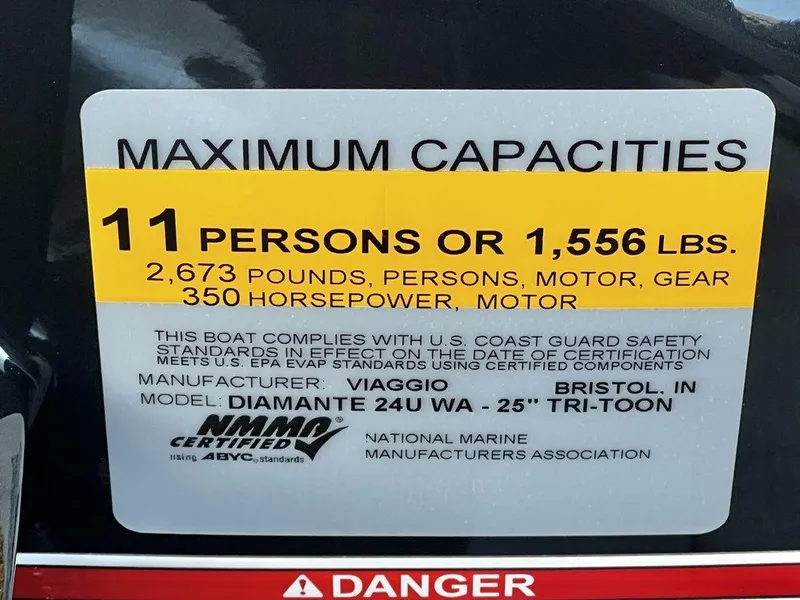 MAXIMUM CAPACITIES
11 PERSONS OR 1,556 LBS.
2,673 POUNDS, PERSONS, MOTOR, GEAR
350 HORSEPOWER, MOTOR
THIS BOAT COMPLIES WITH U.S. COAST GUARD SAFETY
STANDARDS IN EFFECT ON THE DATE OF CERTIFICATION
MEETS U.S. EPA EVAP STANDARDS USING CERTIFIED COMPONENTS
MANUFACTURER: VIAGGIO BRISTOL, IN
MODEL: DIAMANTE 24U WA - 25" TRI-TOON
NMMA®
CERTIFIED
using ABYC® standards
NATIONAL MARINE
MANUFACTURERS ASSOCIATION
DANGER